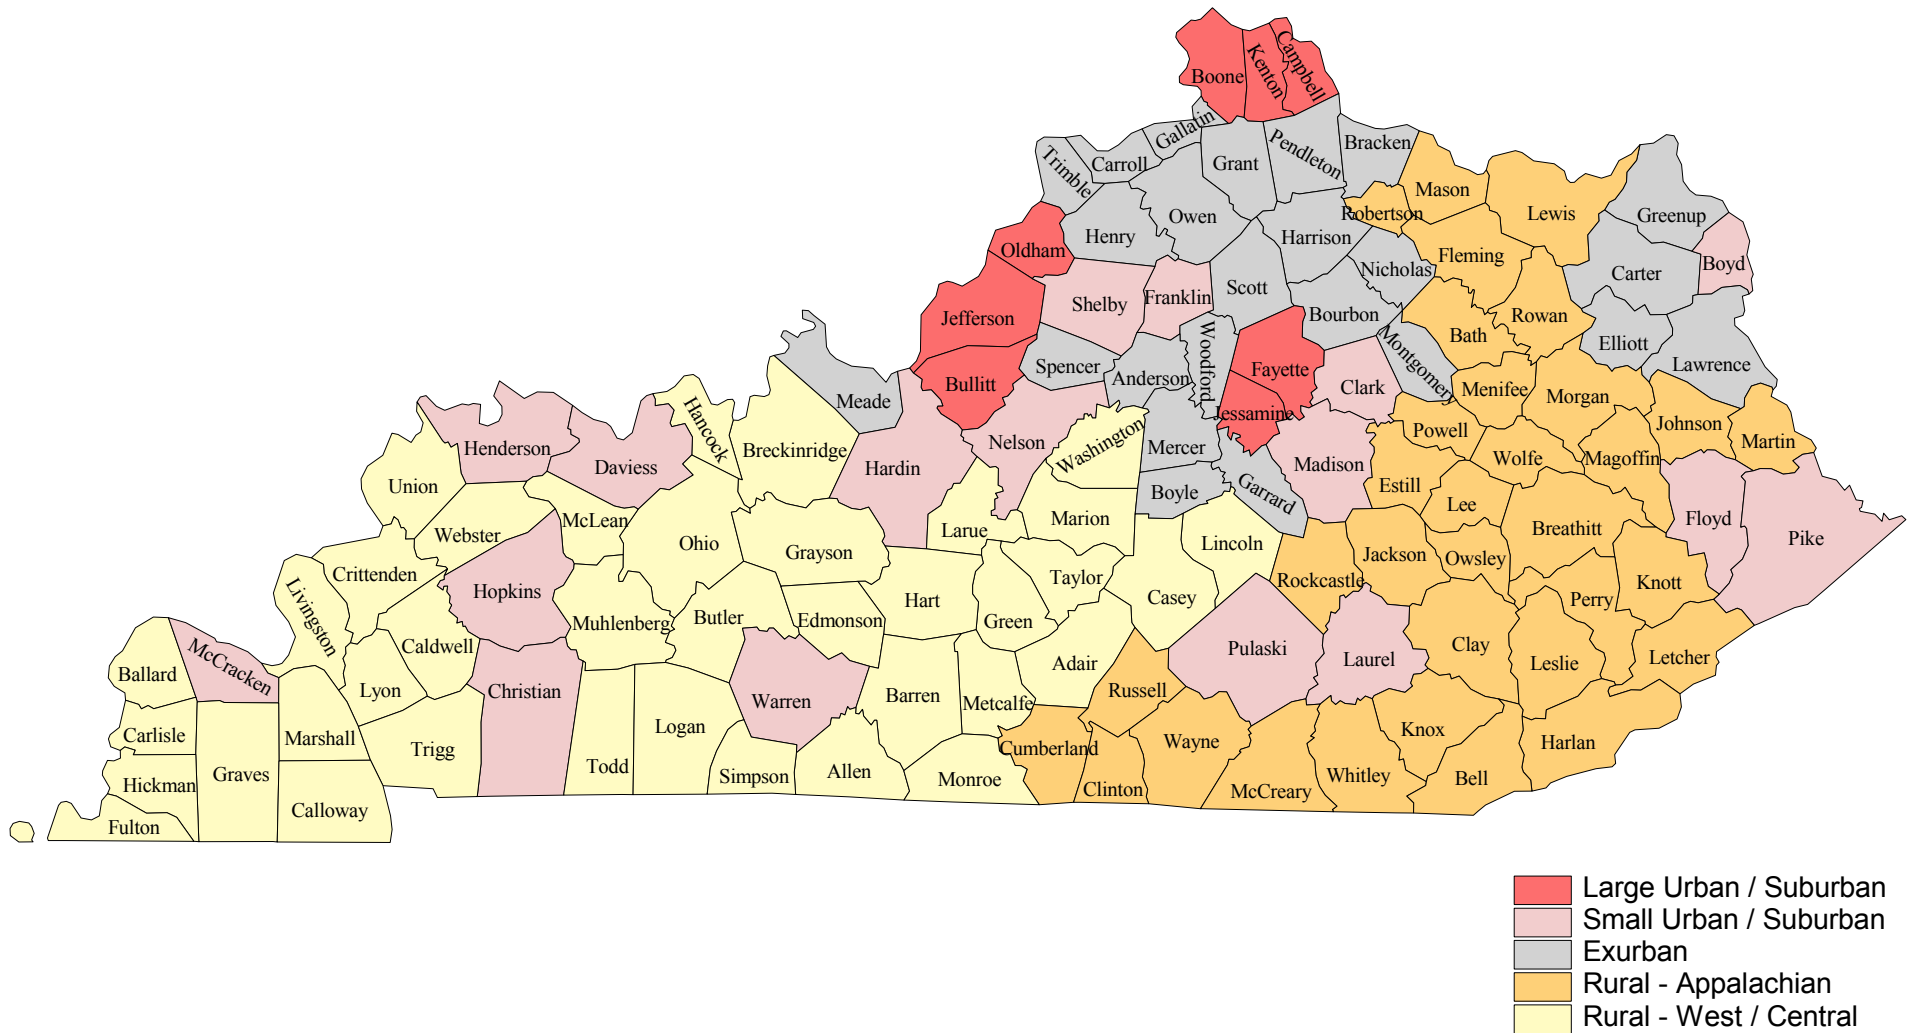 Boone
Kenton
Campbell
Gallatin
Carroll
Trimble
Grant
Pendleton
Bracken
Mason
Lewis
Greenup
Robertson
Owen
Henry
Harrison
Oldham
Fleming
Nicholas
Carter
Boyd
Shelby
Franklin
Scott
Jefferson
Bourbon
Rowan
Bath
Elliott
Lawrence
Woodford
Montgomery
Spencer
Anderson
Fayette
Bullitt
Clark
Menifee
Morgan
Meade
Jessamine
Johnson
Martin
Powell
Hancock
Nelson
Washington
Mercer
Breckinridge
Henderson
Daviess
Hardin
Madison
Wolfe
Magoffin
Union
Boyle
Garrard
Estill
Lee
McLean
Larue
Marion
Floyd
Breathitt
Pike
Webster
Ohio
Grayson
Lincoln
Jackson
Owsley
Crittenden
Taylor
Rockcastle
Knott
Hopkins
Livingston
Hart
Casey
Perry
Green
Muhlenberg
Butler
Edmonson
Caldwell
Pulaski
Laurel
Clay
Leslie
Letcher
Adair
McCracken
Ballard
Lyon
Christian
Russell
Warren
Barren
Metcalfe
Logan
Knox
Carlisle
Marshall
Trigg
Cumberland
Wayne
Harlan
Todd
Simpson
Allen
Monroe
Graves
Hickman
Whitley
Bell
Clinton
McCreary
Calloway
Fulton
Large Urban / Suburban
Small Urban / Suburban
Exurban
Rural - Appalachian
Rural - West / Central